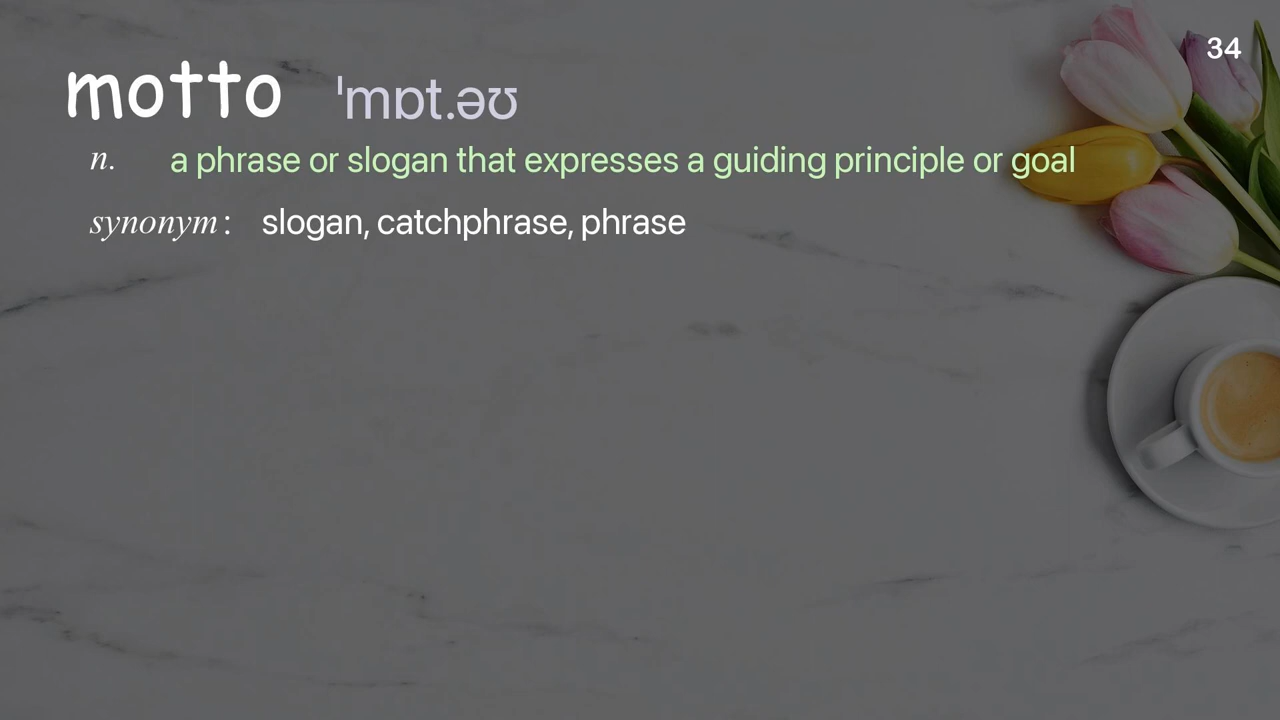 34
motto ˈmɒt.əʊ
n. a phrase or slogan that expresses a guiding principle or goal
synonym : slogan, catchphrase, phrase